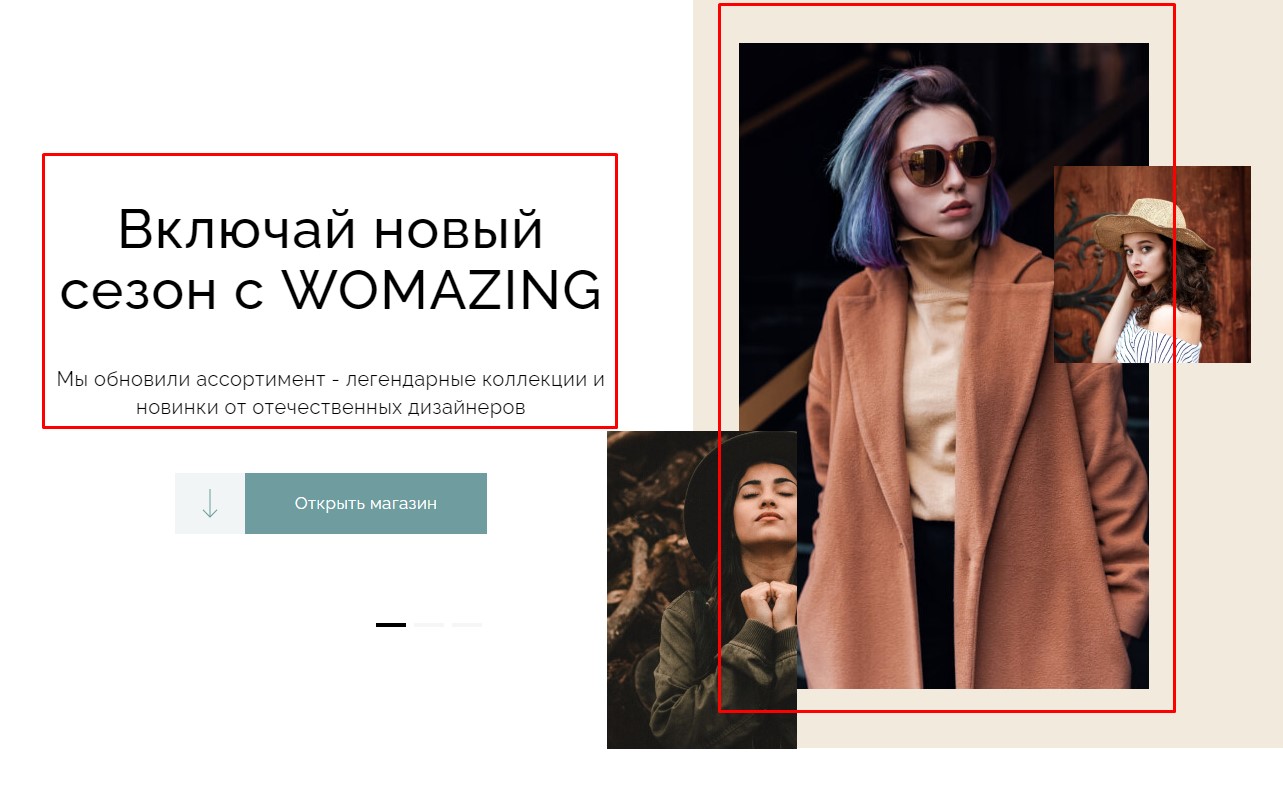 Включай новый
сезон с WOMAZING
Мы обновили ассортимент - легендарные коллекции и
новинки от отечественных дизайнеров
Открыть магазин